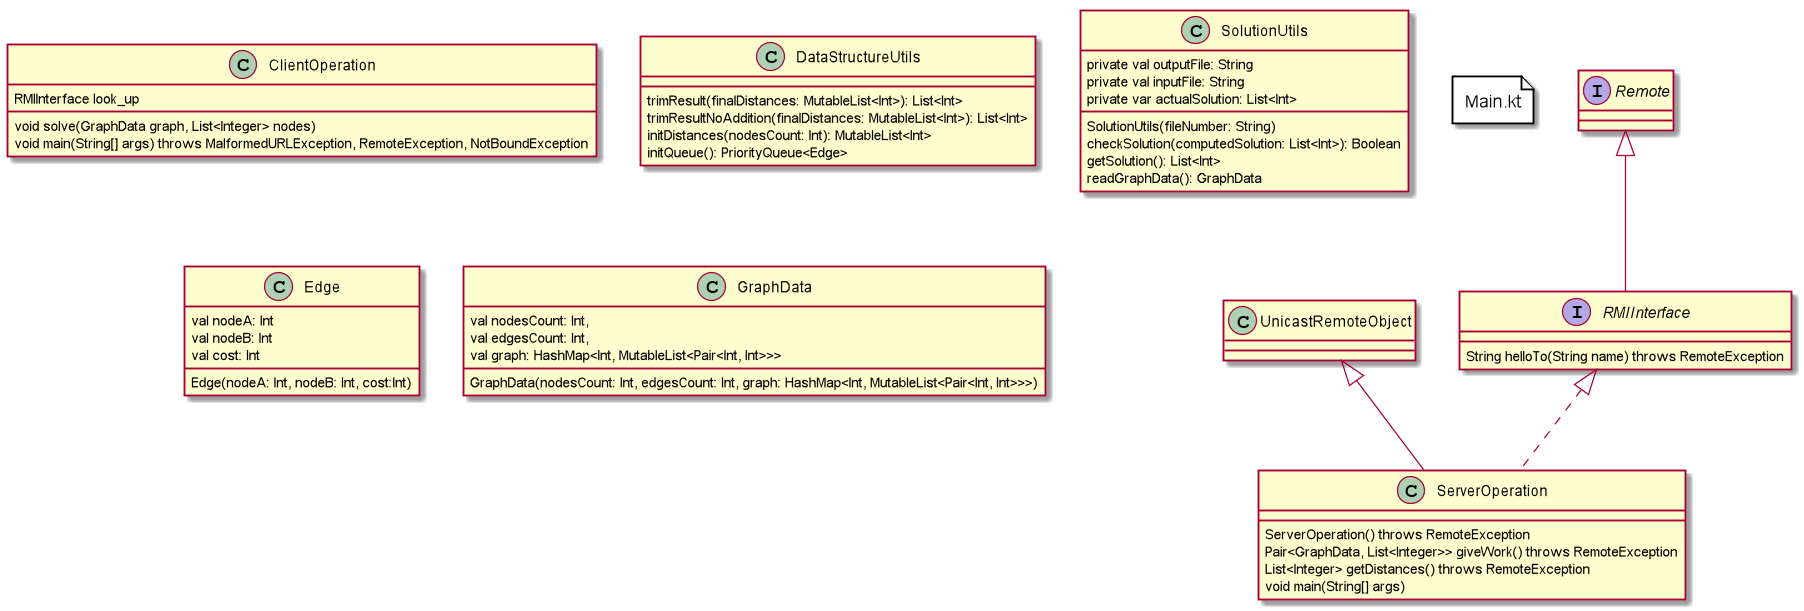 C ClientOperation
RMIInterface look_up
void solve(GraphData graph, List<Integer> nodes)
void main(String[] args) throws MalformedURLException, RemoteException, NotBoundException
C DataStructureUtils
trimResult(finalDistances: MutableList<Int>): List<Int>
trimResultNoAddition(finalDistances: MutableList<Int>): List<Int>
initDistances(nodesCount: Int): MutableList<Int>
initQueue(): PriorityQueue<Edge>
C SolutionUtils
private val outputFile: String
private val inputFile: String
private var actualSolution: List<Int>
SolutionUtils(fileNumber: String)
checkSolution(computedSolution: List<Int>): Boolean
getSolution(): List<Int>
readGraphData(): GraphData
Main.kt
I Remote
C Edge
val nodeA: Int
val nodeB: Int
val cost: Int
Edge(nodeA: Int, nodeB: Int, cost:Int)
C GraphData
val nodesCount: Int,
val edgesCount: Int,
val graph: HashMap<Int, MutableList<Pair<Int, Int>>>
GraphData(nodesCount: Int, edgesCount: Int, graph: HashMap<Int, MutableList<Pair<Int, Int>>>)
C UnicastRemoteObject
I RMIInterface
String helloTo(String name) throws RemoteException
C ServerOperation
ServerOperation() throws RemoteException
Pair<GraphData, List<Integer>> giveWork() throws RemoteException
List<Integer> getDistances() throws RemoteException
void main(String[] args)